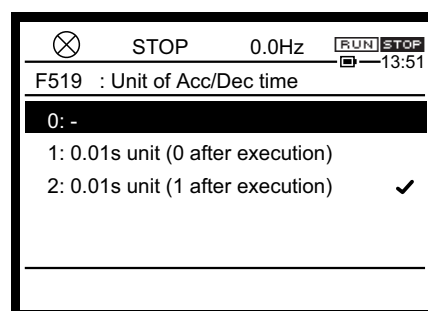 STOP 0.0Hz RUN STOP
13:51
F519 : Unit of Acc/Dec time
0: -
1: 0.01s unit (0 after execution)
2: 0.01s unit (1 after execution)